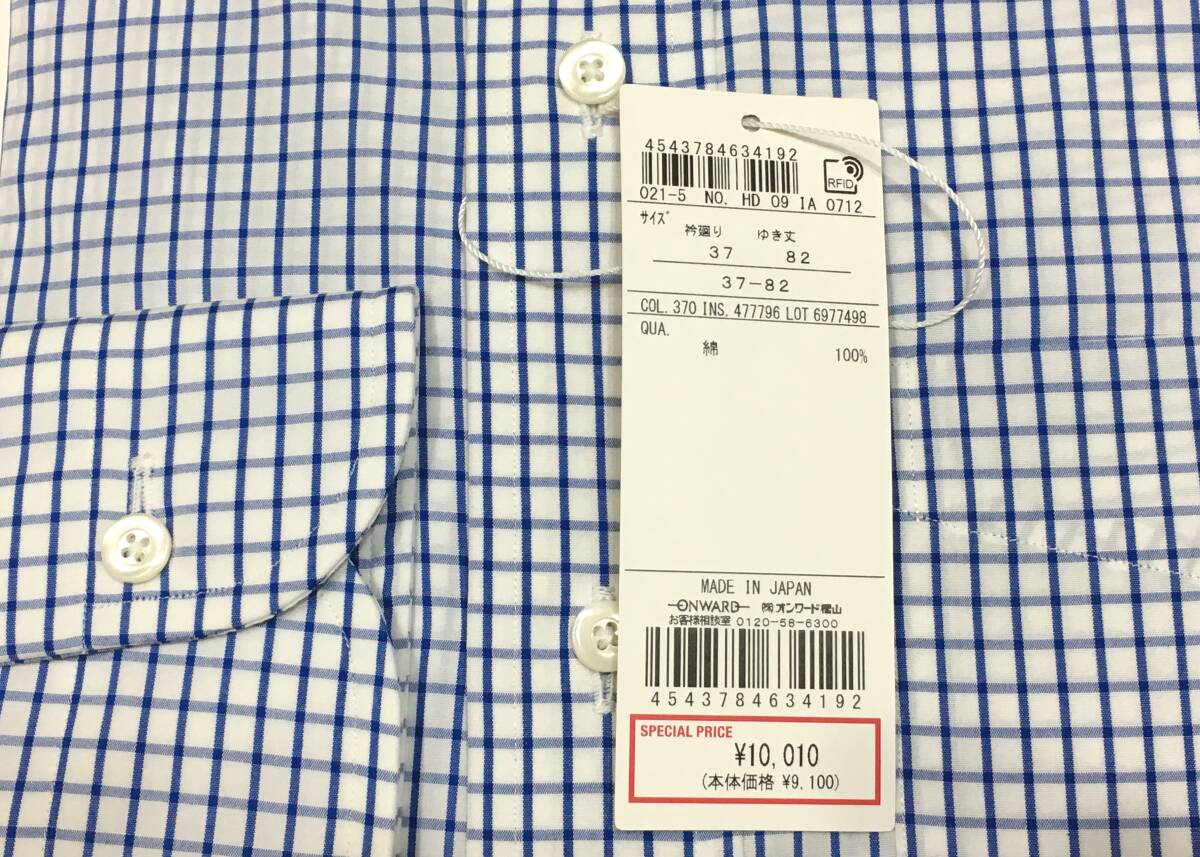 4543784634192
RFID
021-5 NO. HD 09 IA 0712
サイズ 衿廻り ゆき丈
37 82
37-82
COL. 370 INS. 477796 LOT 6977498
QUA.
綿 100%
MADE IN JAPAN
ONWARD ㈱オンワード樫山
お客様相談室 0120-58-6300
4543784634192
SPECIAL PRICE
¥10,010
(本体価格 ¥9,100)